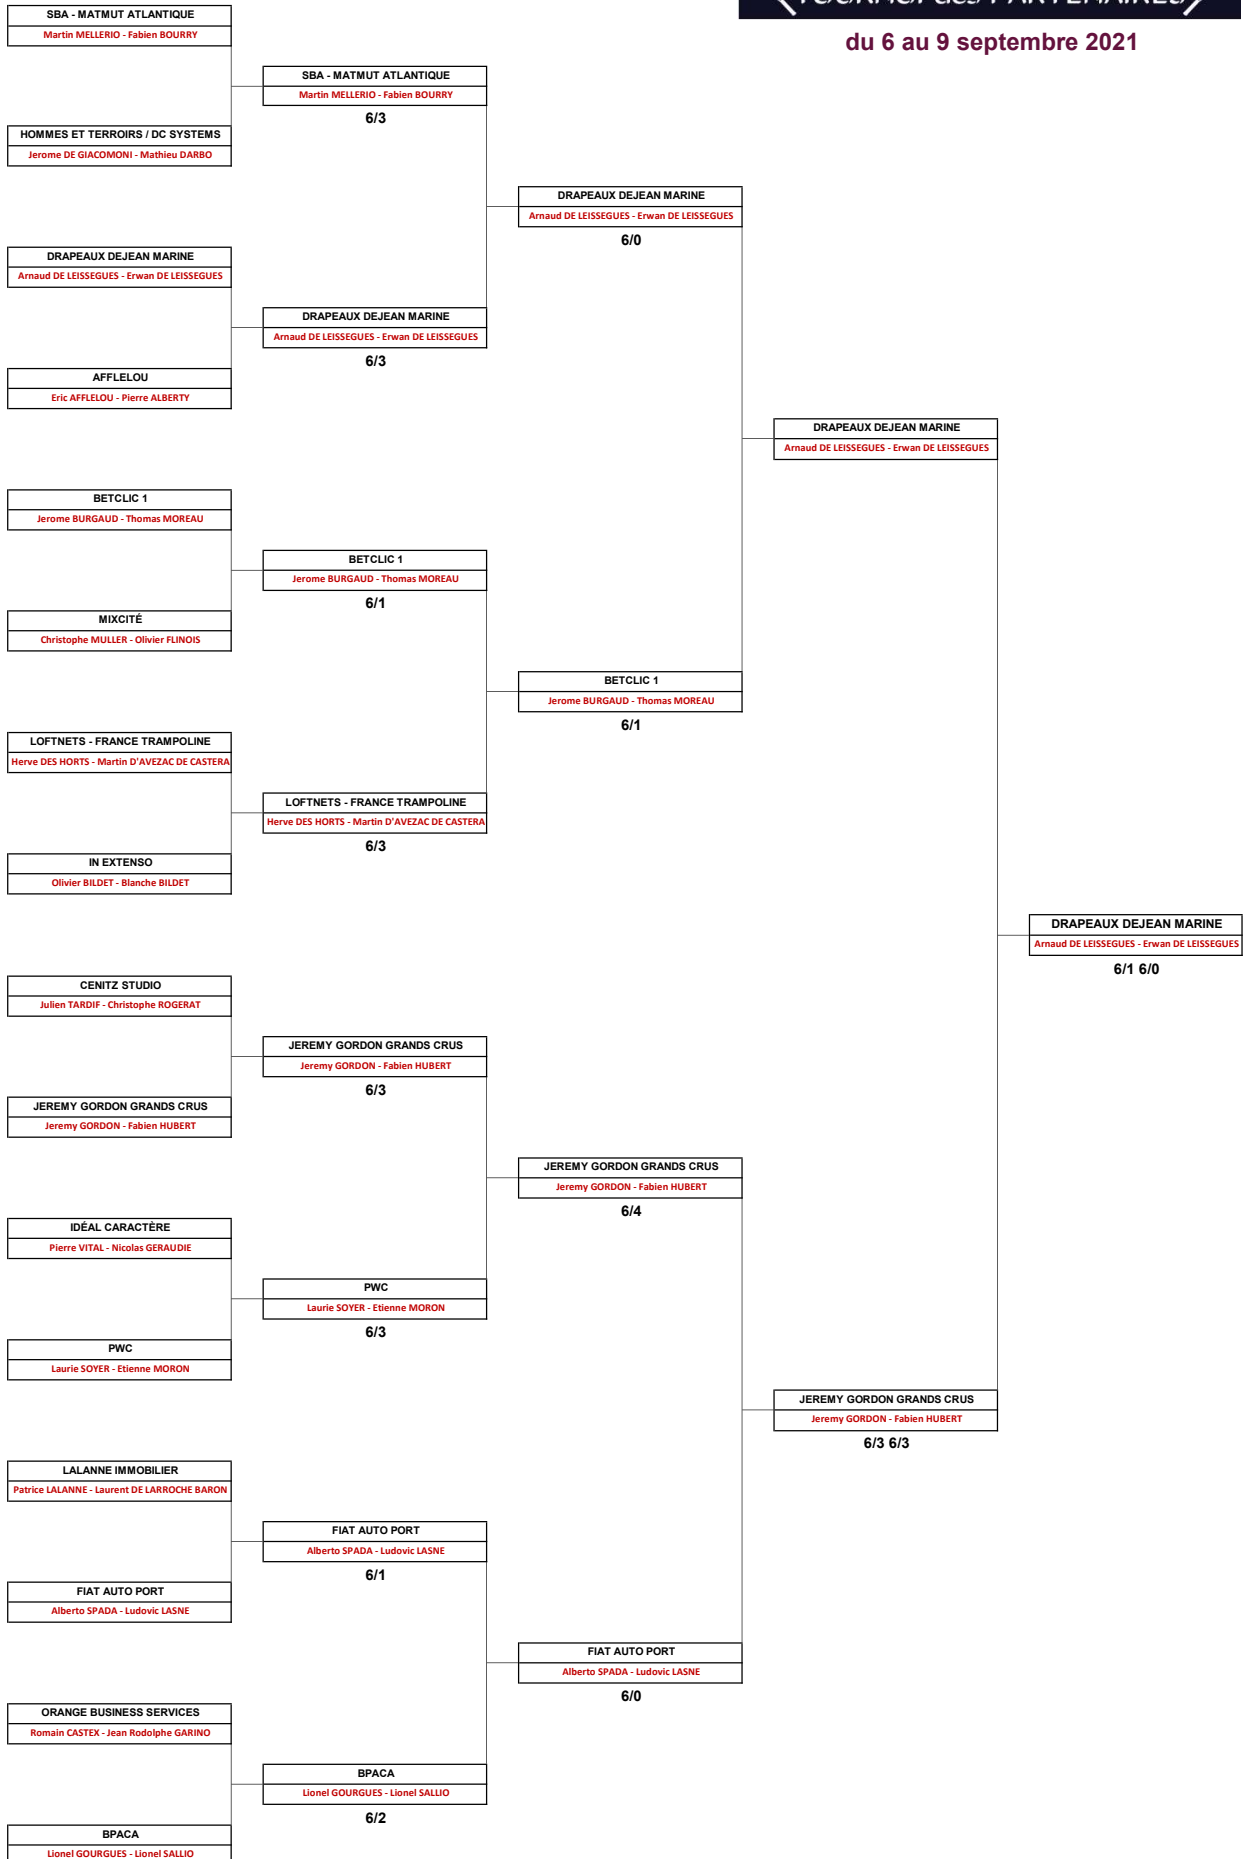 TOURNOI des PARTENAIRES
du 6 au 9 septembre 2021
SBA - MATMUT ATLANTIQUE
Martin MELLERIO - Fabien BOURRY
HOMMES ET TERROIRS / DC SYSTEMS
Jerome DE GIACOMONI - Mathieu DARBO
DRAPEAUX DEJEAN MARINE
Arnaud DE LEISSEGUES - Erwan DE LEISSEGUES
AFFLELOU
Eric AFFLELOU - Pierre ALBERTY
BETCLIC 1
Jerome BURGAUD - Thomas MOREAU
MIXCITÉ
Christophe MULLER - Olivier FLINOIS
LOFTNETS - FRANCE TRAMPOLINE
Herve DES HORTS - Martin D'AVEZAC DE CASTERA
IN EXTENSO
Olivier BILDET - Blanche BILDET
CENITZ STUDIO
Julien TARDIF - Christophe ROGERAT
JEREMY GORDON GRANDS CRUS
Jeremy GORDON - Fabien HUBERT
IDÉAL CARACTÈRE
Pierre VITAL - Nicolas GERAUDIE
PWC
Laurie SOYER - Etienne MORON
LALANNE IMMOBILIER
Patrice LALANNE - Laurent DE LARROCHE BARON
FIAT AUTO PORT
Alberto SPADA - Ludovic LASNE
ORANGE BUSINESS SERVICES
Romain CASTEX - Jean Rodolphe GARINO
BPACA
Lionel GOURGUES - Lionel SALLIO
SBA - MATMUT ATLANTIQUE
Martin MELLERIO - Fabien BOURRY
6/3
DRAPEAUX DEJEAN MARINE
Arnaud DE LEISSEGUES - Erwan DE LEISSEGUES
6/3
BETCLIC 1
Jerome BURGAUD - Thomas MOREAU
6/1
LOFTNETS - FRANCE TRAMPOLINE
Herve DES HORTS - Martin D'AVEZAC DE CASTERA
6/3
JEREMY GORDON GRANDS CRUS
Jeremy GORDON - Fabien HUBERT
6/3
PWC
Laurie SOYER - Etienne MORON
6/3
FIAT AUTO PORT
Alberto SPADA - Ludovic LASNE
6/1
BPACA
Lionel GOURGUES - Lionel SALLIO
6/2
DRAPEAUX DEJEAN MARINE
Arnaud DE LEISSEGUES - Erwan DE LEISSEGUES
6/0
BETCLIC 1
Jerome BURGAUD - Thomas MOREAU
6/1
JEREMY GORDON GRANDS CRUS
Jeremy GORDON - Fabien HUBERT
6/4
FIAT AUTO PORT
Alberto SPADA - Ludovic LASNE
6/0
DRAPEAUX DEJEAN MARINE
Arnaud DE LEISSEGUES - Erwan DE LEISSEGUES
JEREMY GORDON GRANDS CRUS
Jeremy GORDON - Fabien HUBERT
6/3 6/3
DRAPEAUX DEJEAN MARINE
Arnaud DE LEISSEGUES - Erwan DE LEISSEGUES
6/1 6/0